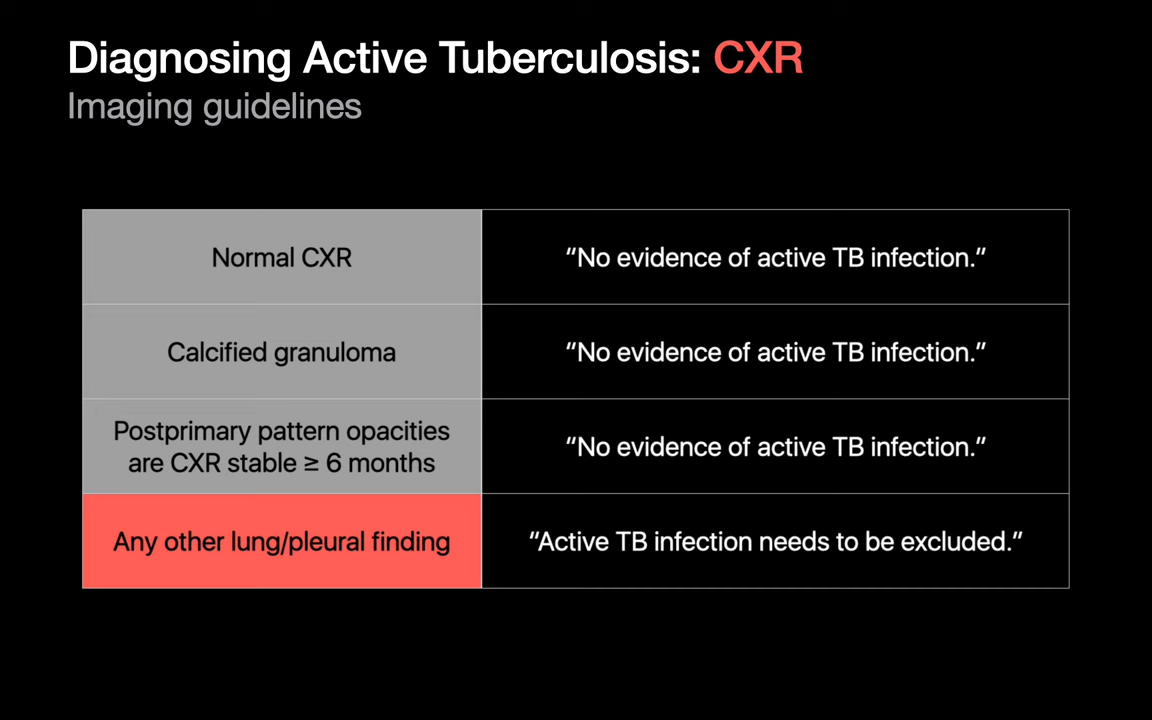 Diagnosing Active Tuberculosis: CXR
Imaging guidelines
Normal CXR
“No evidence of active TB infection.”
Calcified granuloma
“No evidence of active TB infection.”
Postprimary pattern opacities
are CXR stable ≥ 6 months
“No evidence of active TB infection.”
Any other lung/pleural finding
“Active TB infection needs to be excluded.”